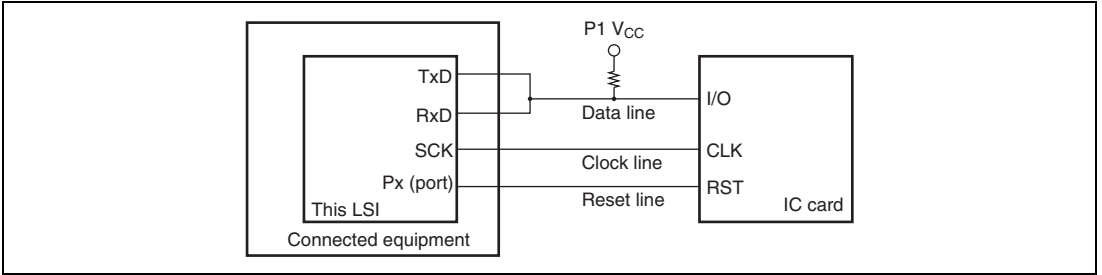 P1 VCC
TxD
RxD
I/O
Data line
SCK
CLK
Clock line
Px (port)
RST
Reset line
This LSI
IC card
Connected equipment